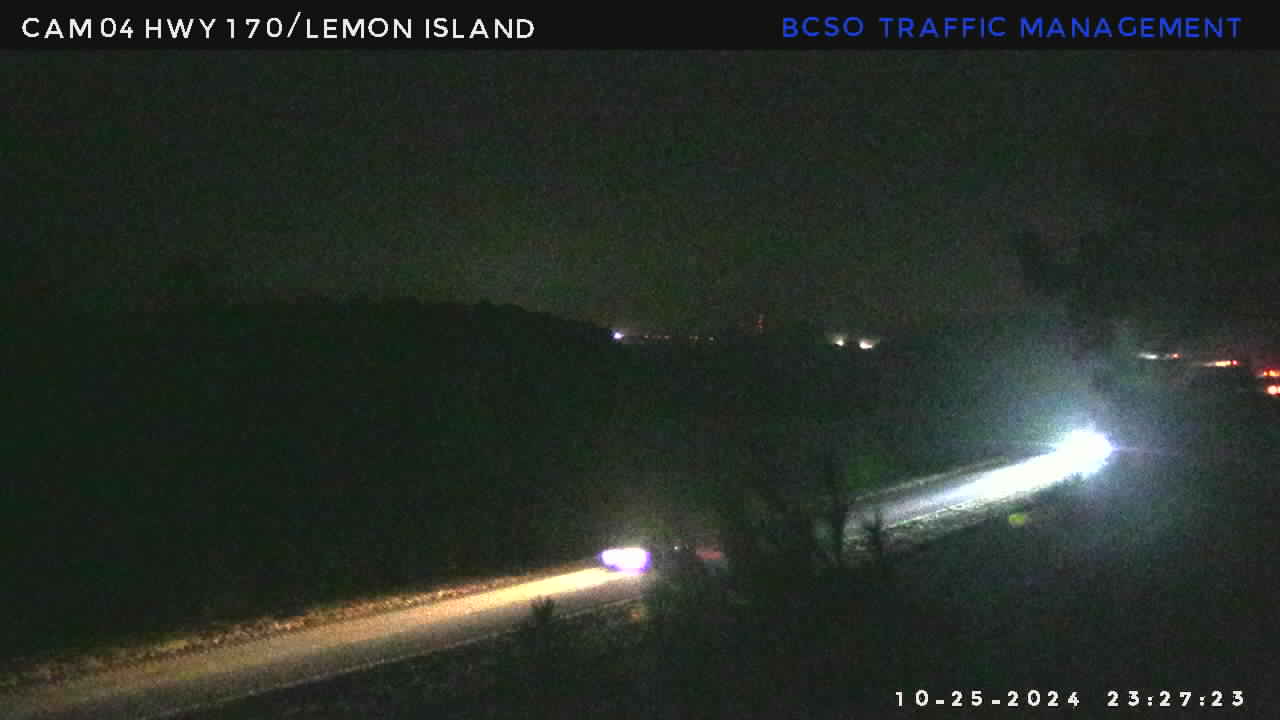 CAM04 HWY 170/LEMON ISLAND
BCSO TRAFFIC MANAGEMENT
10-25-2024 23:27:23